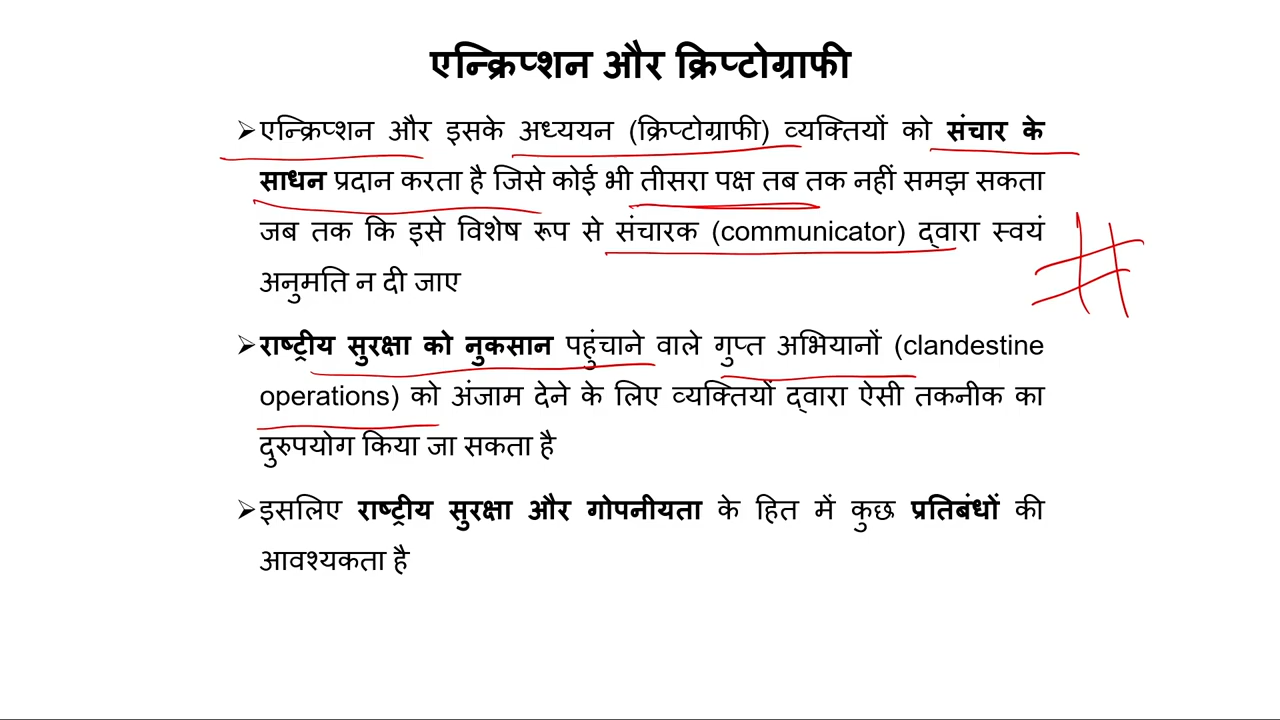 एन्क्रिप्शन और क्रिप्टोग्राफी
➢एन्क्रिप्शन और इसके अध्ययन (क्रिप्टोग्राफी) व्यक्तियों को संचार के
साधन प्रदान करता है जिसे कोई भी तीसरा पक्ष तब तक नहीं समझ सकता
जब तक कि इसे विशेष रूप से संचारक (communicator) द्वारा स्वयं
अनुमति न दी जाए
#
➢राष्ट्रीय सुरक्षा को नुकसान पहुंचाने वाले गुप्त अभियानों (clandestine
operations) को अंजाम देने के लिए व्यक्तियों द्वारा ऐसी तकनीक का
दुरुपयोग किया जा सकता है
➢इसलिए राष्ट्रीय सुरक्षा और गोपनीयता के हित में कुछ प्रतिबंधों की
आवश्यकता है